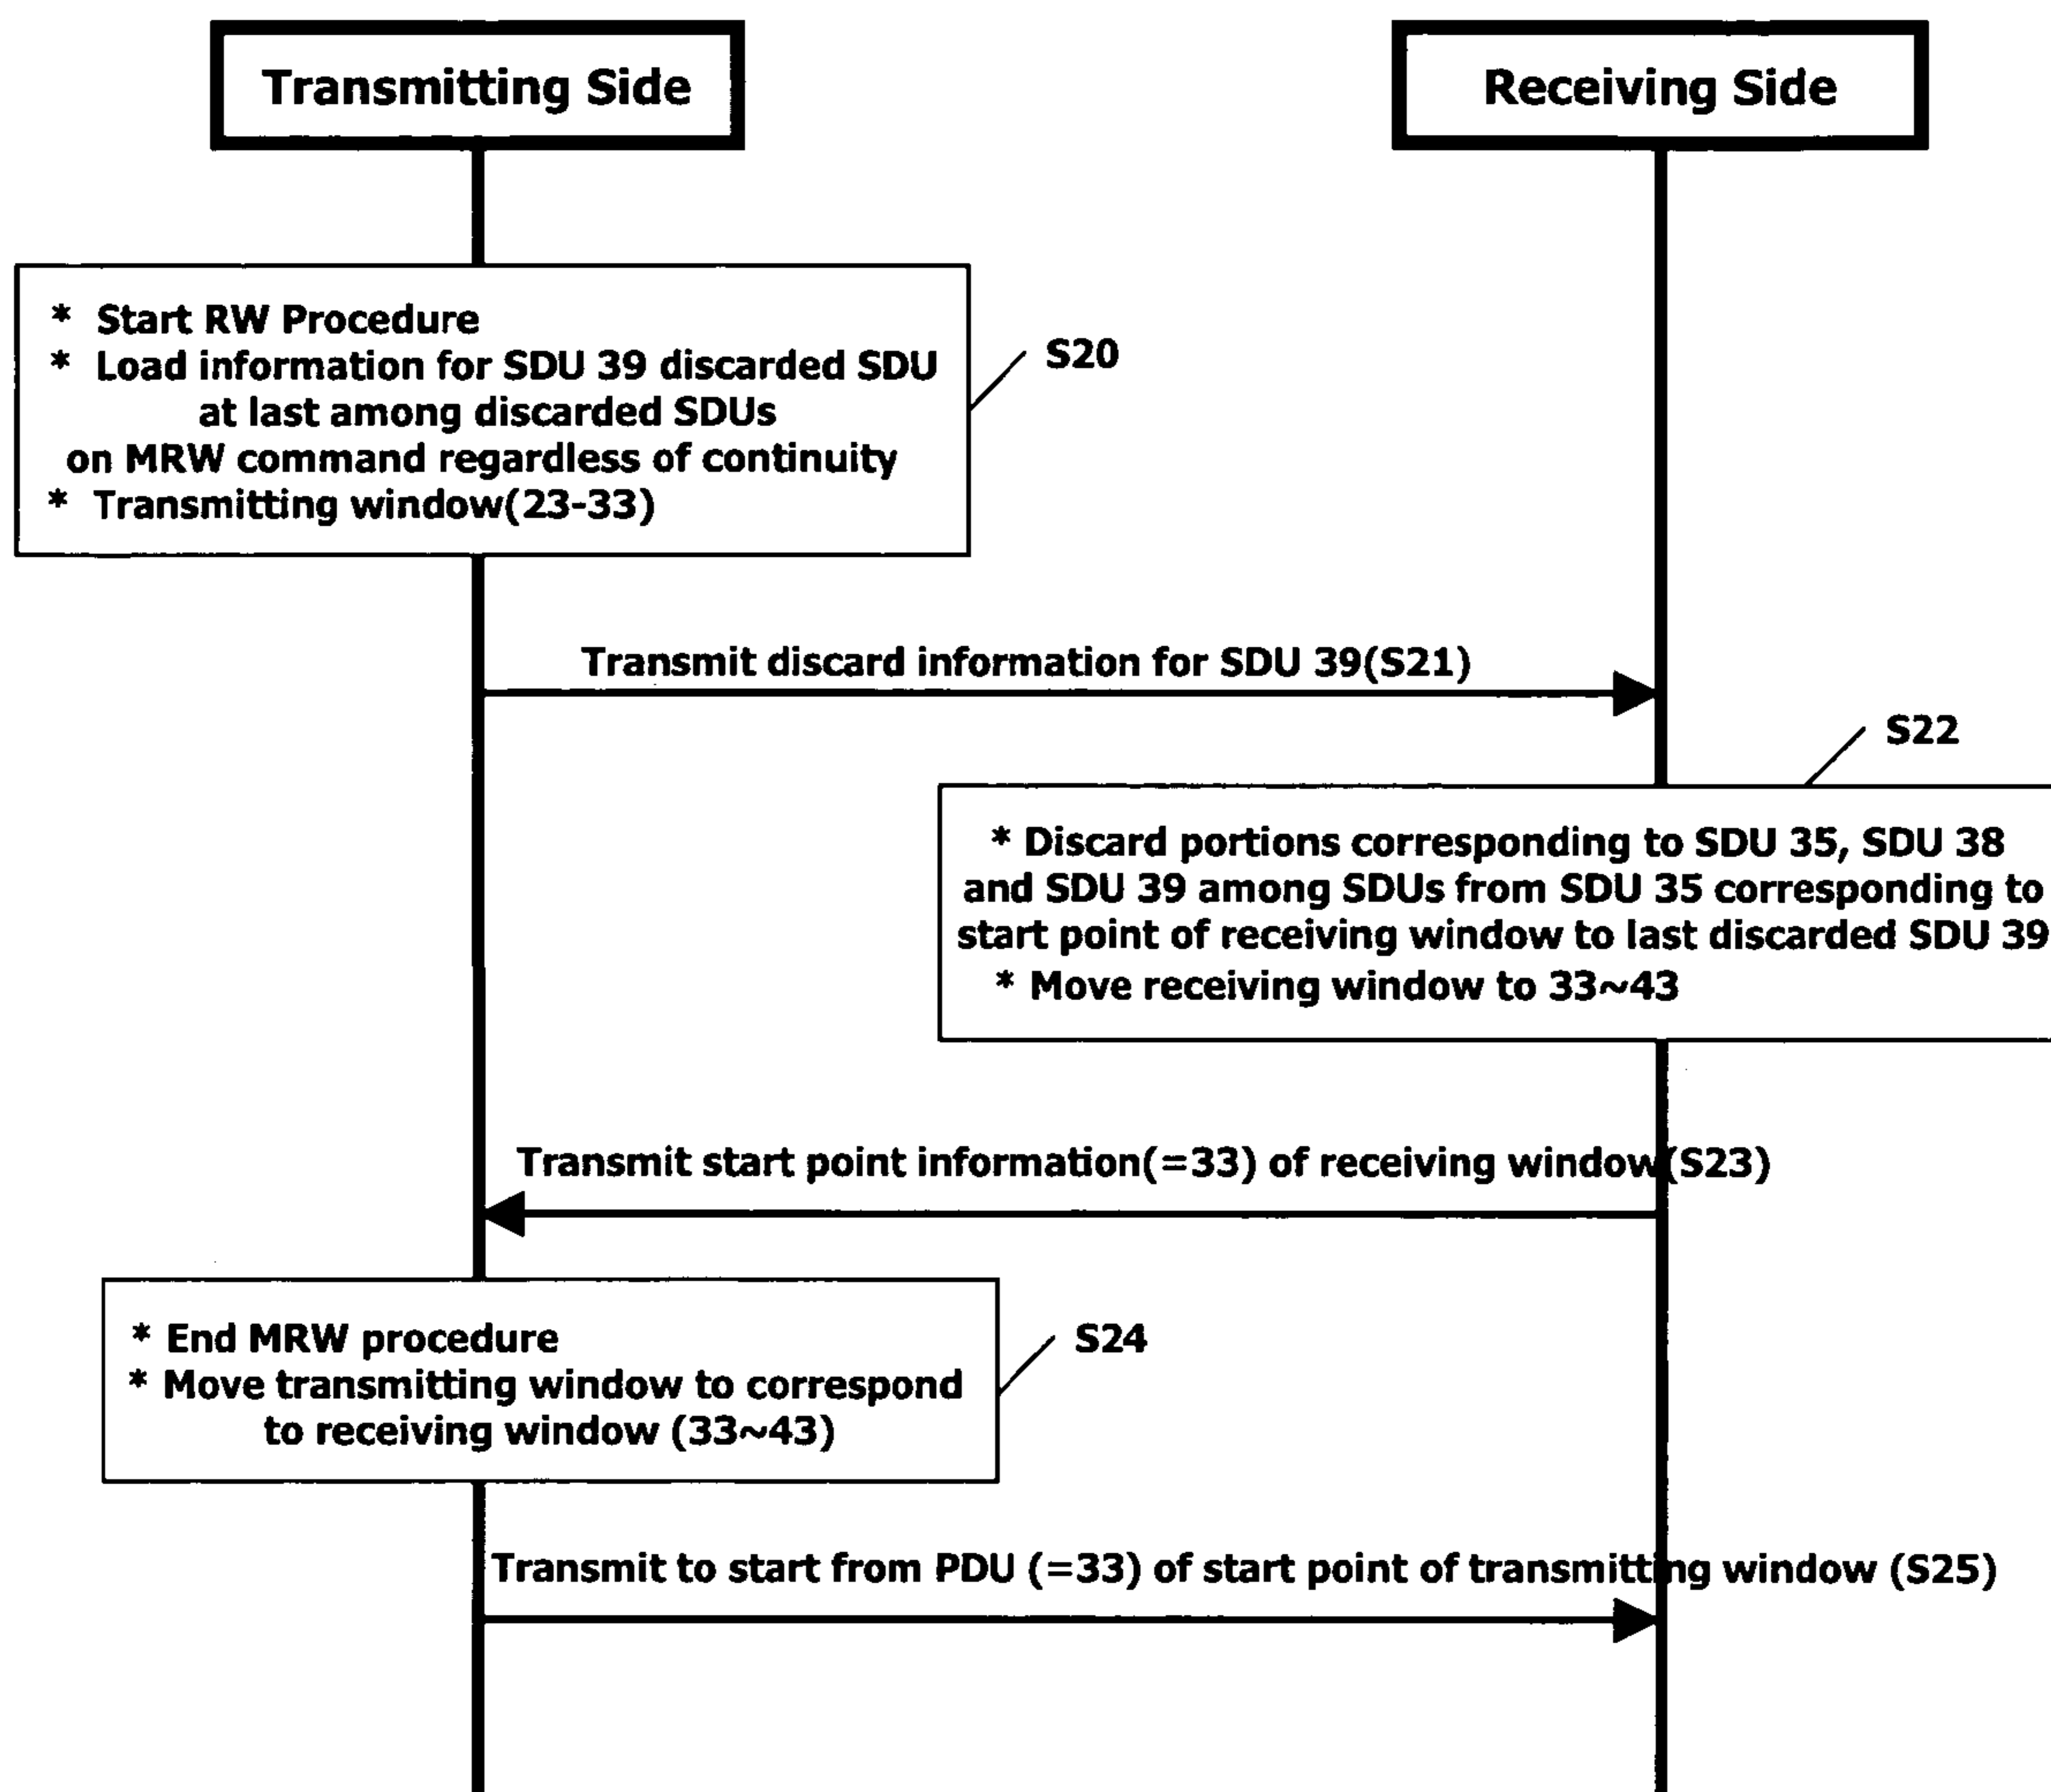 Transmitting Side
Receiving Side
* Start RW Procedure
* Load information for SDU 39 discarded SDU
at last among discarded SDUs
on MRW command regardless of continuity
* Transmitting window(23-33)
S20
Transmit discard information for SDU 39(S21)
S22
* Discard portions corresponding to SDU 35, SDU 38
and SDU 39 among SDUs from SDU 35 corresponding to
start point of receiving window to last discarded SDU 39
* Move receiving window to 33~43
Transmit start point information(=33) of receiving window(S23)
* End MRW procedure
* Move transmitting window to correspond
to receiving window (33~43)
S24
Transmit to start from PDU (=33) of start point of transmitting window (S25)